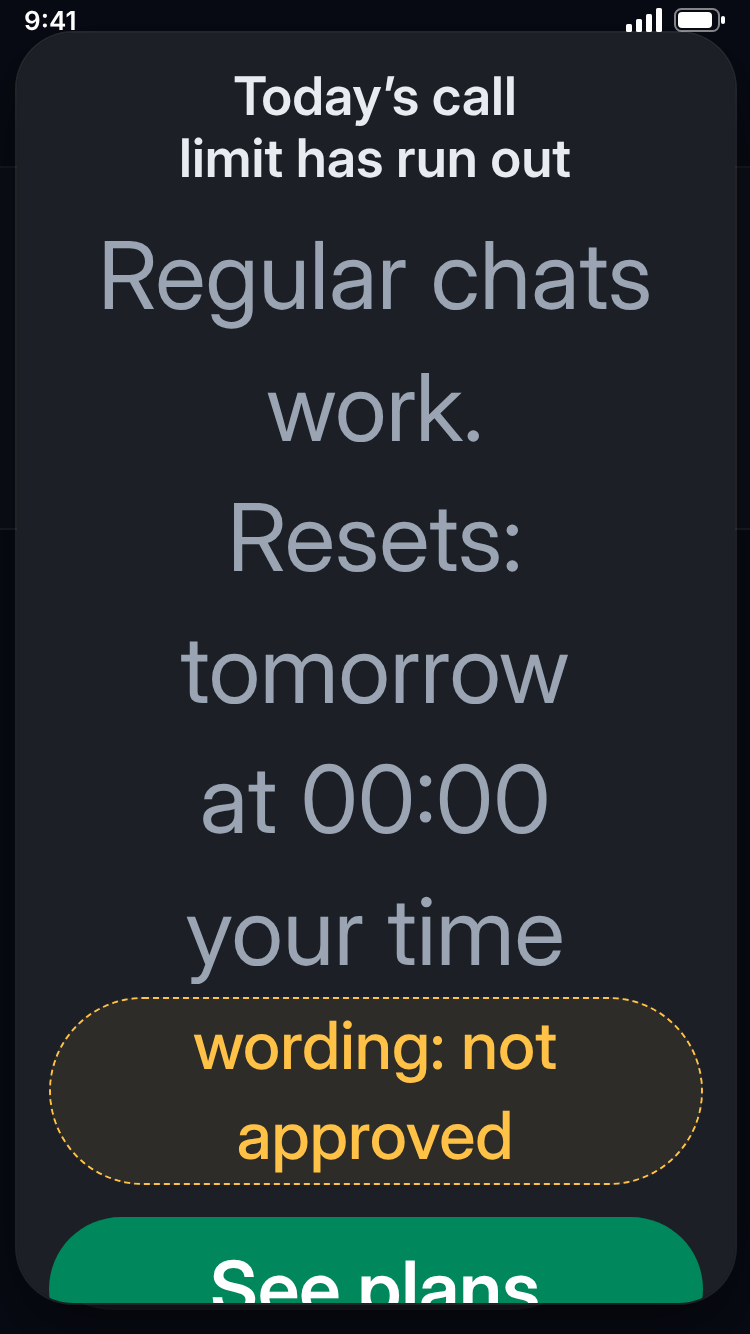 9:41
Today’s call
limit has run out
Regular chats
work.
Resets:
tomorrow
at 00:00
your time
wording: not
approved
See plans